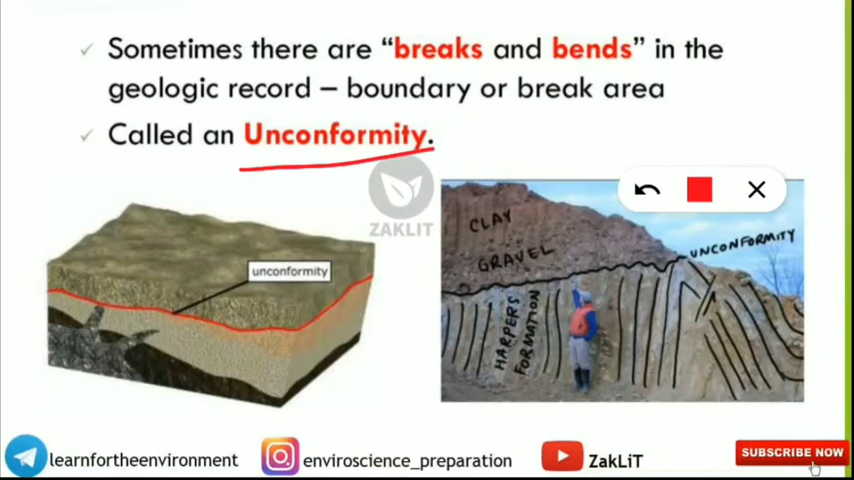 Sometimes there are “breaks and bends” in the
geologic record – boundary or break area
Called an Unconformity.
ZAKLIT
unconformity
CLAY
GRAVEL
UNCONFORMITY
HARPERS
FORMATION
learnfortheenvironment
enviroscience_preparation
ZakLiT
SUBSCRIBE NOW